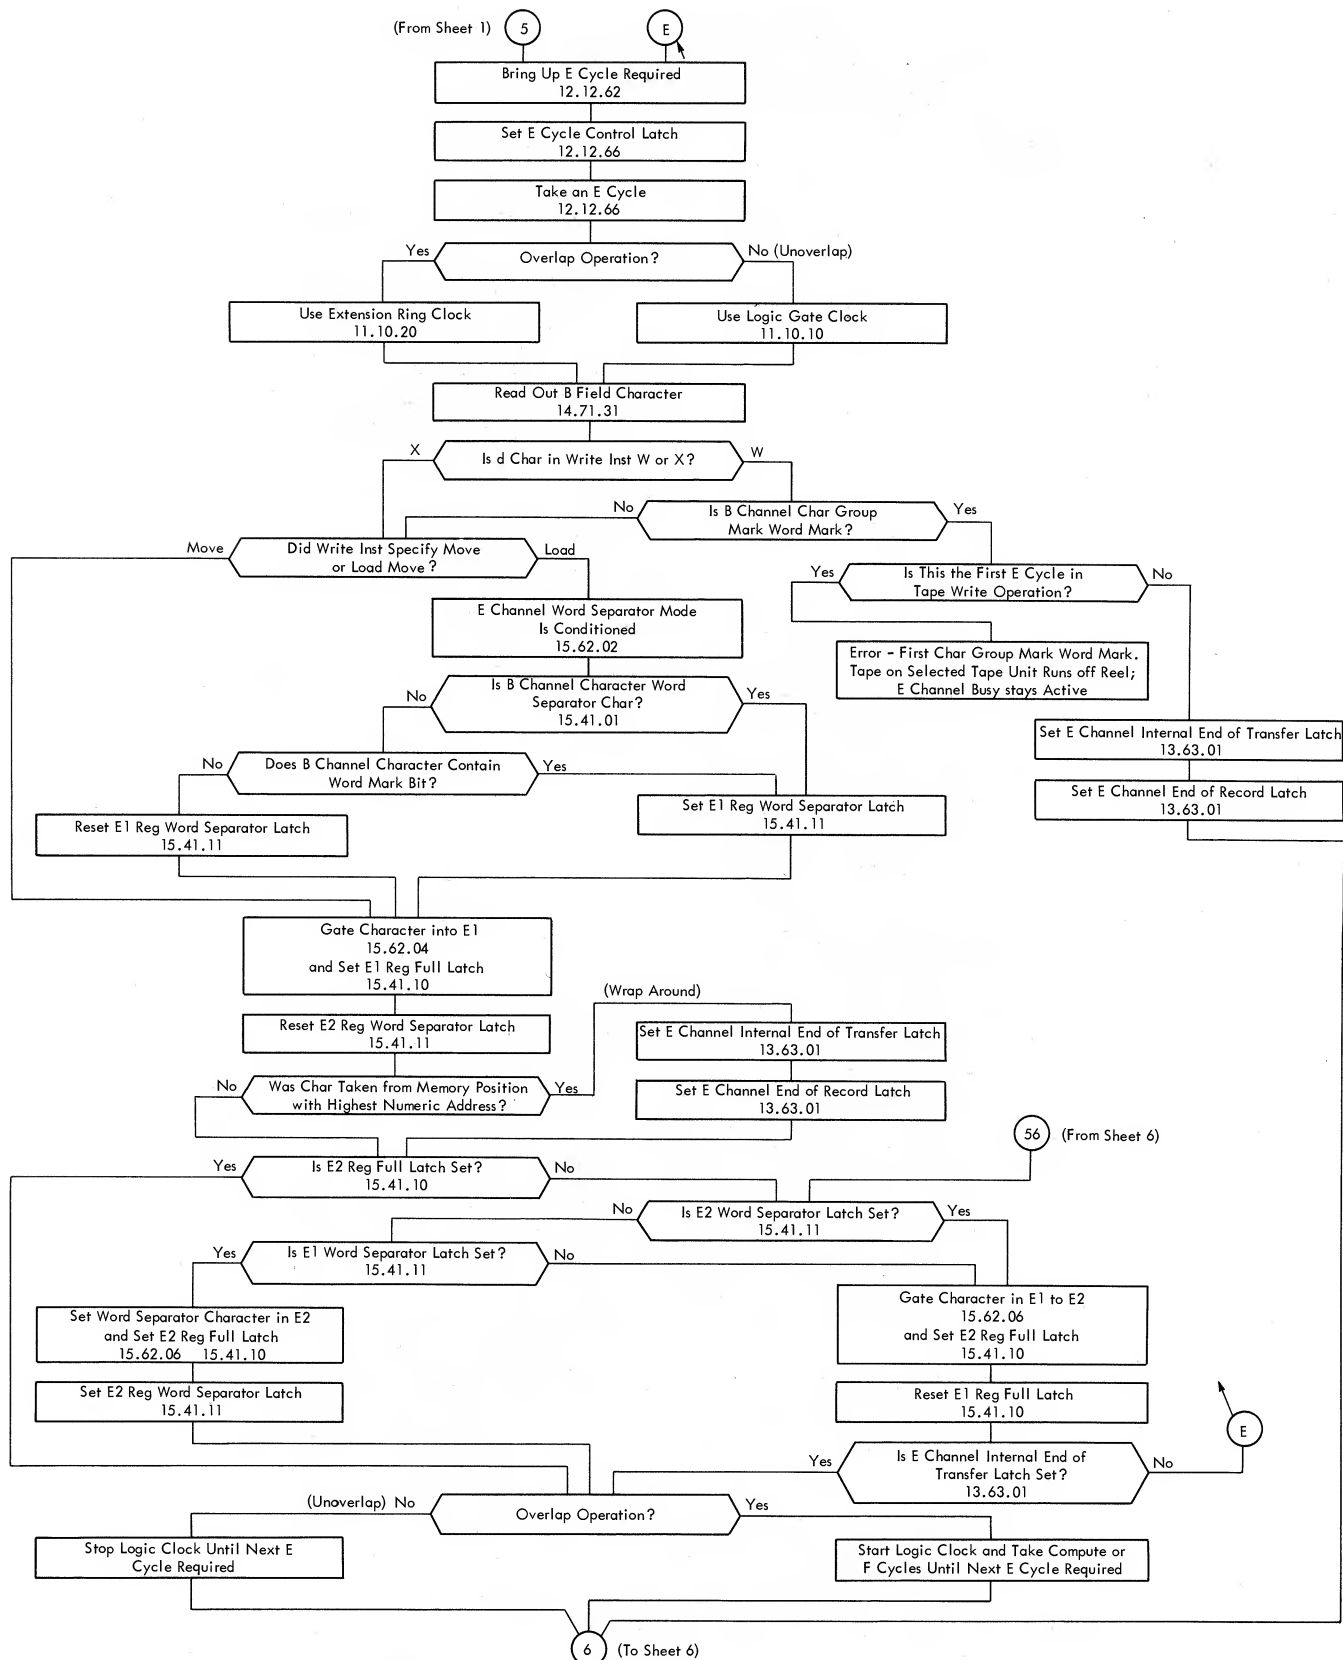 (From Sheet 1)
5
E
Bring Up E Cycle Required
12.12.62
Set E Cycle Control Latch
12.12.66
Take an E Cycle
12.12.66
Yes
Overlap Operation?
No (Unoverlap)
Use Extension Ring Clock
11.10.20
Use Logic Gate Clock
11.10.10
Read Out B Field Character
14.71.31
X
Is d Char in Write Inst W or X?
W
No
Is B Channel Char Group
Mark Word Mark?
Yes
Move
Did Write Inst Specify Move
or Load Move?
Load
Yes
Is This the First E Cycle in
Tape Write Operation?
No
E Channel Word Separator Mode
Is Conditioned
15.62.02
Error - First Char Group Mark Word Mark.
Tape on Selected Tape Unit Runs off Reel;
E Channel Busy stays Active
No
Is B Channel Character Word
Separator Char?
15.41.01
Yes
Set E Channel Internal End of Transfer Latch
13.63.01
No
Does B Channel Character Contain
Word Mark Bit?
Yes
Set E Channel End of Record Latch
13.63.01
Reset E1 Reg Word Separator Latch
15.41.11
Set E1 Reg Word Separator Latch
15.41.11
Gate Character into E1
15.62.04
and Set E1 Reg Full Latch
15.41.10
(Wrap Around)
Reset E2 Reg Word Separator Latch
15.41.11
Set E Channel Internal End of Transfer Latch
13.63.01
No
Was Char Taken from Memory Position
with Highest Numeric Address?
Yes
Set E Channel End of Record Latch
13.63.01
56
(From Sheet 6)
Yes
Is E2 Reg Full Latch Set?
15.41.10
No
No
Is E2 Word Separator Latch Set?
15.41.11
Yes
Yes
Is E1 Word Separator Latch Set?
15.41.11
No
Set Word Separator Character in E2
and Set E2 Reg Full Latch
15.62.06 15.41.10
Gate Character in E1 to E2
15.62.06
and Set E2 Reg Full Latch
15.41.10
Set E2 Reg Word Separator Latch
15.41.11
Reset E1 Reg Full Latch
15.41.10
E
Yes
Is E Channel Internal End of
Transfer Latch Set?
13.63.01
No
(Unoverlap) No
Overlap Operation?
Yes
Stop Logic Clock Until Next E
Cycle Required
Start Logic Clock and Take Compute or
F Cycles Until Next E Cycle Required
6
(To Sheet 6)